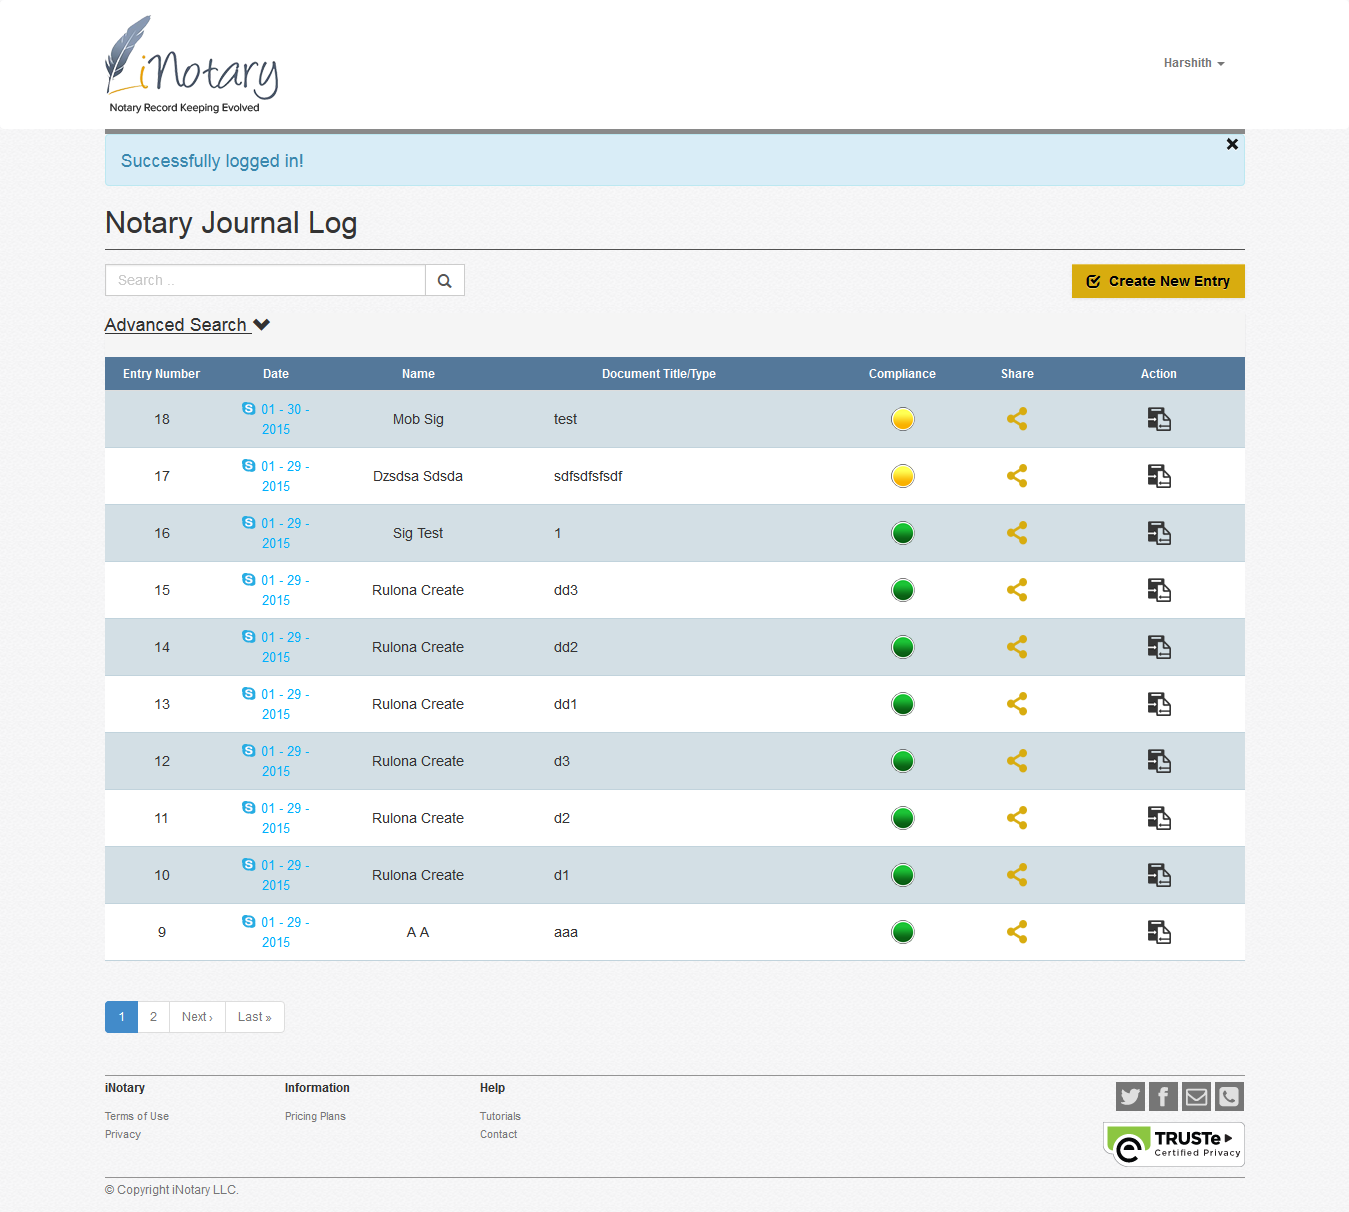 iNotary
Notary Record Keeping Evolved
Harshith
Successfully logged in!
Notary Journal Log
Search ..
Create New Entry
Advanced Search
Entry Number Date Name Document Title/Type Compliance Share Action
18 01 - 30 - 2015 Mob Sig test
17 01 - 29 - 2015 Dzsdsa Sdsda sdfsdfsfsdf
16 01 - 29 - 2015 Sig Test 1
15 01 - 29 - 2015 Rulona Create dd3
14 01 - 29 - 2015 Rulona Create dd2
13 01 - 29 - 2015 Rulona Create dd1
12 01 - 29 - 2015 Rulona Create d3
11 01 - 29 - 2015 Rulona Create d2
10 01 - 29 - 2015 Rulona Create d1
9 01 - 29 - 2015 A A aaa
1 2 Next › Last »
iNotary Information Help
Terms of Use Pricing Plans Tutorials
Privacy Contact
TRUSTe
Certified Privacy
© Copyright iNotary LLC.